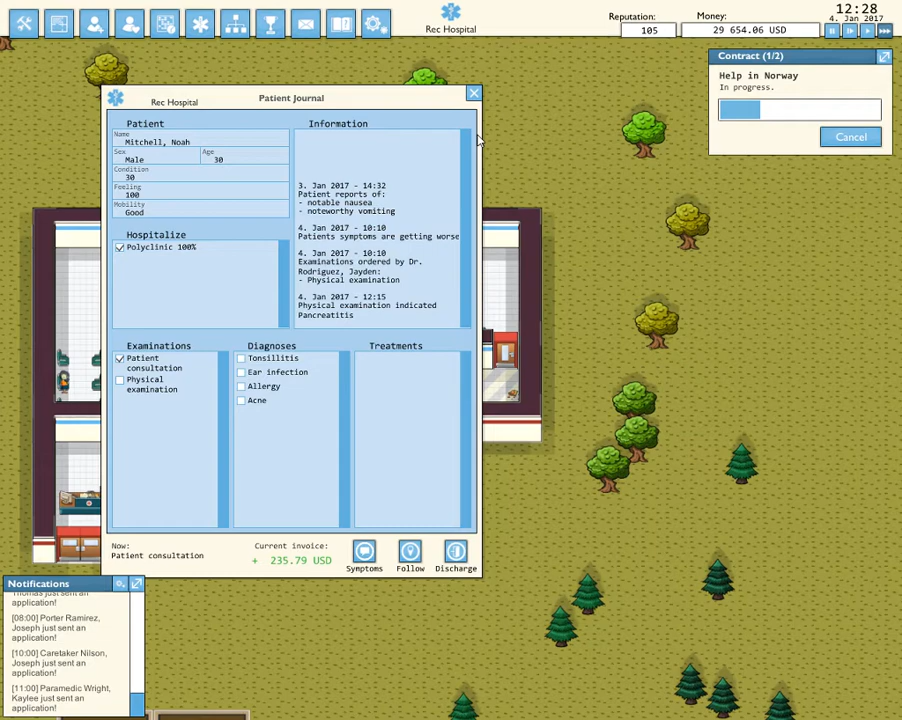 Rec Hospital
Reputation:
105
Money:
29 654.06 USD
12:28
4. Jan 2017
Contract (1/2)
Help in Norway
In progress.
Cancel
Rec Hospital
Patient Journal
Patient
Name
Mitchell, Noah
Sex
Male
Age
30
Condition
30
Feeling
100
Mobility
Good
Hospitalize
Polyclinic 100%
Information
3. Jan 2017 - 14:32
Patient reports of:
- notable nausea
- noteworthy vomiting
4. Jan 2017 - 10:10
Patients symptoms are getting worse
4. Jan 2017 - 10:10
Examinations ordered by Dr.
Rodriguez, Jayden:
- Physical examination
4. Jan 2017 - 12:15
Physical examination indicated
Pancreatitis
Examinations
Patient
consultation
Physical
examination
Diagnoses
Tonsillitis
Ear infection
Allergy
Acne
Treatments
Now:
Patient consultation
Current invoice:
+ 235.79 USD
Symptoms
Follow
Discharge
Notifications
Thomas just sent an
application!
[08:00] Porter Ramirez,
Joseph just sent an
application!
[10:00] Caretaker Nilson,
Joseph just sent an
application!
[11:00] Paramedic Wright,
Kaylee just sent an
application!